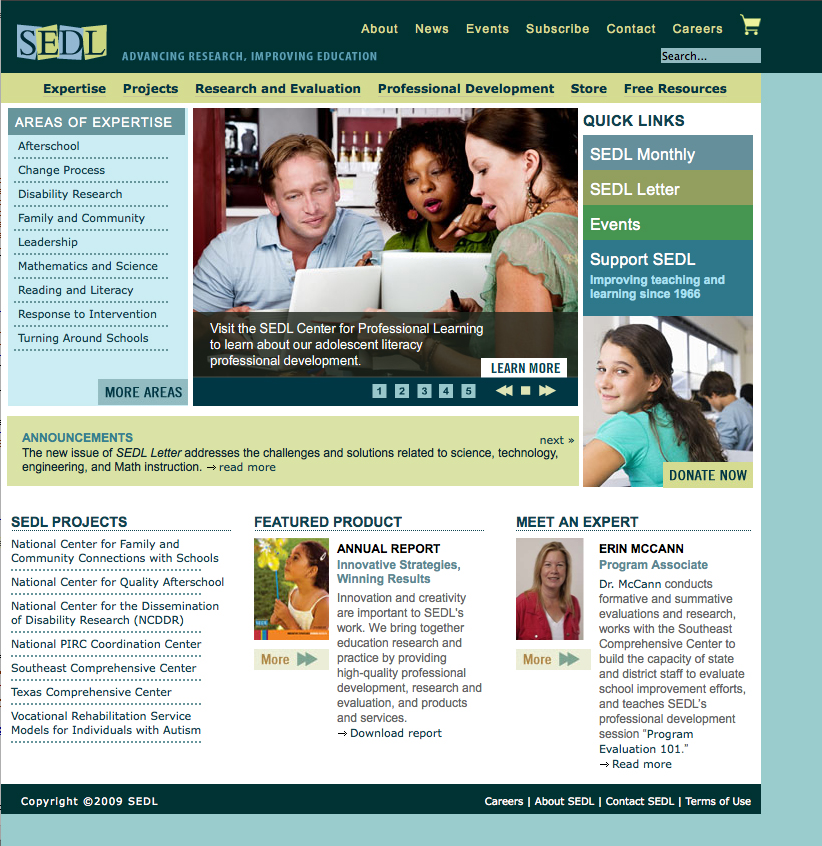 SEDL
ADVANCING RESEARCH, IMPROVING EDUCATION
About News Events Subscribe Contact Careers
Search...
Expertise Projects Research and Evaluation Professional Development Store Free Resources
AREAS OF EXPERTISE
Afterschool
Change Process
Disability Research
Family and Community
Leadership
Mathematics and Science
Reading and Literacy
Response to Intervention
Turning Around Schools
MORE AREAS
Visit the SEDL Center for Professional Learning
to learn about our adolescent literacy
professional development.
LEARN MORE
1 2 3 4 5
QUICK LINKS
SEDL Monthly
SEDL Letter
Events
Support SEDL
Improving teaching and
learning since 1966
DONATE NOW
ANNOUNCEMENTS
next »
The new issue of SEDL Letter addresses the challenges and solutions related to science, technology,
engineering, and Math instruction. → read more
SEDL PROJECTS
National Center for Family and
Community Connections with Schools
National Center for Quality Afterschool
National Center for the Dissemination
of Disability Research (NCDDR)
National PIRC Coordination Center
Southeast Comprehensive Center
Texas Comprehensive Center
Vocational Rehabilitation Service
Models for Individuals with Autism
FEATURED PRODUCT
SEDL
More
ANNUAL REPORT
Innovative Strategies,
Winning Results
Innovation and creativity
are important to SEDL's
work. We bring together
education research and
practice by providing
high-quality professional
development, research and
evaluation, and products
and services.
→ Download report
MEET AN EXPERT
More
ERIN MCCANN
Program Associate
Dr. McCann conducts
formative and summative
evaluations and research,
works with the Southeast
Comprehensive Center to
build the capacity of state
and district staff to evaluate
school improvement efforts,
and teaches SEDL's
professional development
session "Program
Evaluation 101."
→ Read more
Copyright ©2009 SEDL
Careers | About SEDL | Contact SEDL | Terms of Use